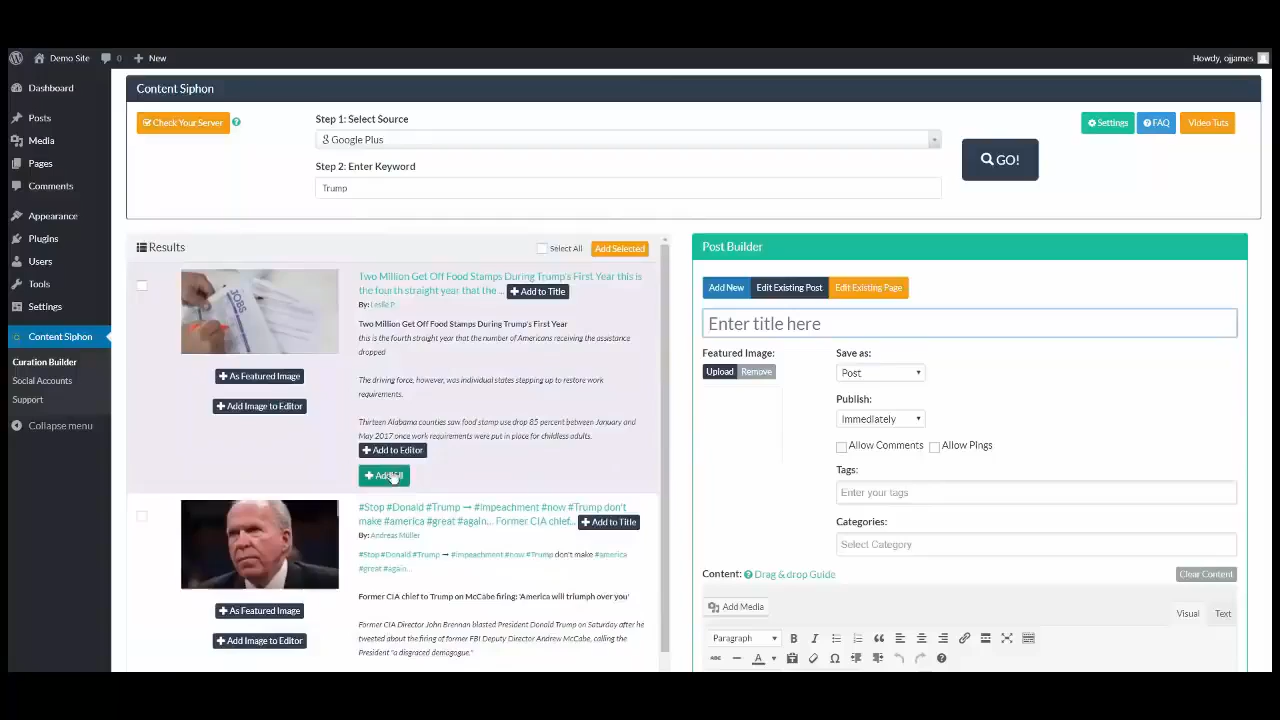 Demo Site
0
New
Howdy, ojjames
Dashboard
Posts
Media
Pages
Comments
Appearance
Plugins
Users
Tools
Settings
Content Siphon
Curation Builder
Social Accounts
Support
Collapse menu
Content Siphon
Check Your Server
Step 1: Select Source
Google Plus
Step 2: Enter Keyword
Trump
GO!
Settings
FAQ
Video Tuts
Results
Select All
Add Selected
Two Million Get Off Food Stamps During Trump's First Year this is
the fourth straight year that the ...
Add to Title
By: Leslie P
Two Million Get Off Food Stamps During Trump's First Year
this is the fourth straight year that the number of Americans receiving the assistance
dropped
The driving force, however, was individual states stepping up to restore work
requirements.
Thirteen Alabama counties saw food stamp use drop 85 percent between January and
May 2017 once work requirements were put in place for childless adults.
JOBS
As Featured Image
Add Image to Editor
Add to Editor
Add All
#Stop #Donald #Trump → #Impeachment #now #Trump don't
make #america #great #again... Former CIA chief...
Add to Title
By: Andreas Müller
#Stop #Donald #Trump → #Impeachment #now #Trump don't make #america
#great #again...
Former CIA chief to Trump on McCabe firing: 'America will triumph over you'
Former CIA Director John Brennan blasted President Donald Trump on Saturday after he
tweeted about the firing of former FBI Deputy Director Andrew McCabe, calling the
President "a disgraced demagogue."
As Featured Image
Add Image to Editor
Post Builder
Add New
Edit Existing Post
Edit Existing Page
Enter title here
Featured Image:
Upload
Remove
Save as:
Post
Publish:
Immediately
Allow Comments
Allow Pings
Tags:
Enter your tags
Categories:
Select Category
Content:
Drag & drop Guide
Clear Content
Add Media
Visual
Text
Paragraph
B I
ABC A Ω